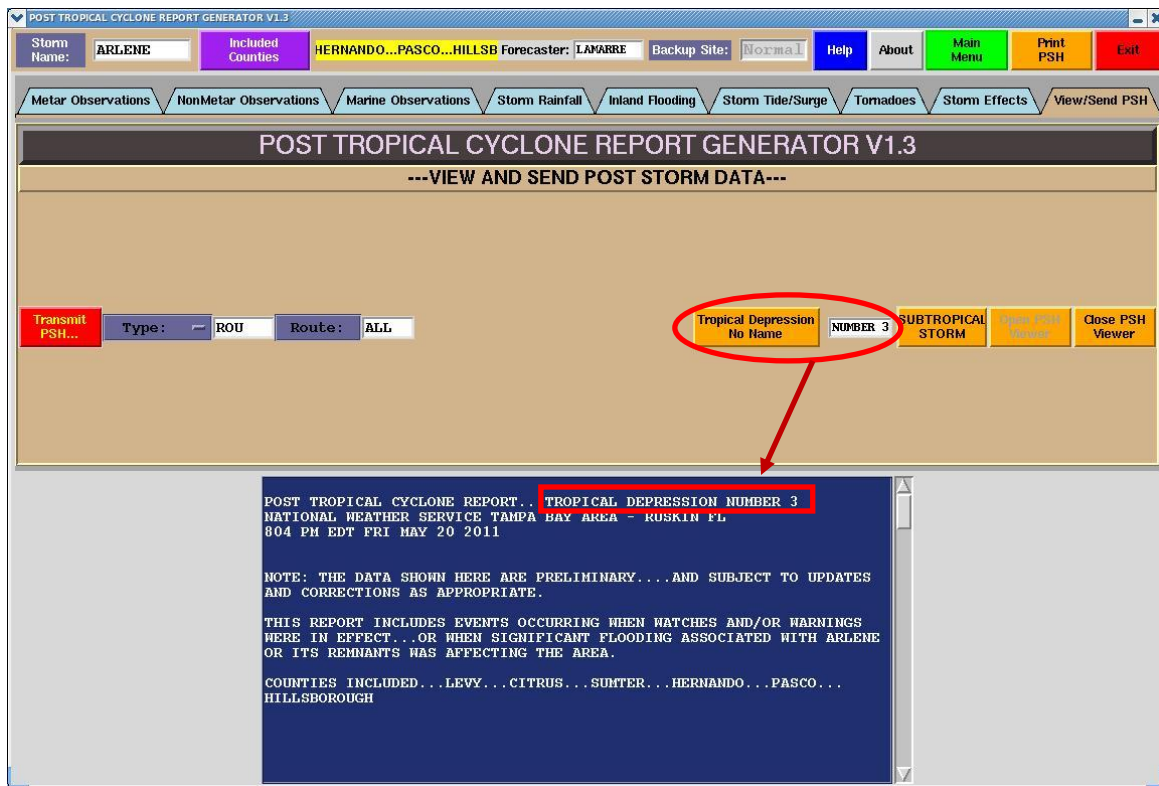 POST TROPICAL CYCLONE REPORT GENERATOR V1.3
Storm Name: ARLENE Included Counties HERNANDO...PASCO...HILLSB Forecaster: LAMARRE Backup Site: Normal Help About Main Menu Print PSH Exit
Metar Observations NonMetar Observations Marine Observations Storm Rainfall Inland Flooding Storm Tide/Surge Tornadoes Storm Effects View/Send PSH
POST TROPICAL CYCLONE REPORT GENERATOR V1.3
---VIEW AND SEND POST STORM DATA---
Transmit PSH... Type: ROU Route: ALL Tropical Depression No Name NUMBER 3 SUBTROPICAL STORM Open PSH Viewer Close PSH Viewer
POST TROPICAL CYCLONE REPORT.. TROPICAL DEPRESSION NUMBER 3
NATIONAL WEATHER SERVICE TAMPA BAY AREA - RUSKIN FL
804 PM EDT FRI MAY 20 2011
NOTE: THE DATA SHOWN HERE ARE PRELIMINARY....AND SUBJECT TO UPDATES
AND CORRECTIONS AS APPROPRIATE.
THIS REPORT INCLUDES EVENTS OCCURRING WHEN WATCHES AND/OR WARNINGS
WERE IN EFFECT...OR WHEN SIGNIFICANT FLOODING ASSOCIATED WITH ARLENE
OR ITS REMNANTS WAS AFFECTING THE AREA.
COUNTIES INCLUDED...LEVY...CITRUS...SUMTER...HERNANDO...PASCO...
HILLSBOROUGH